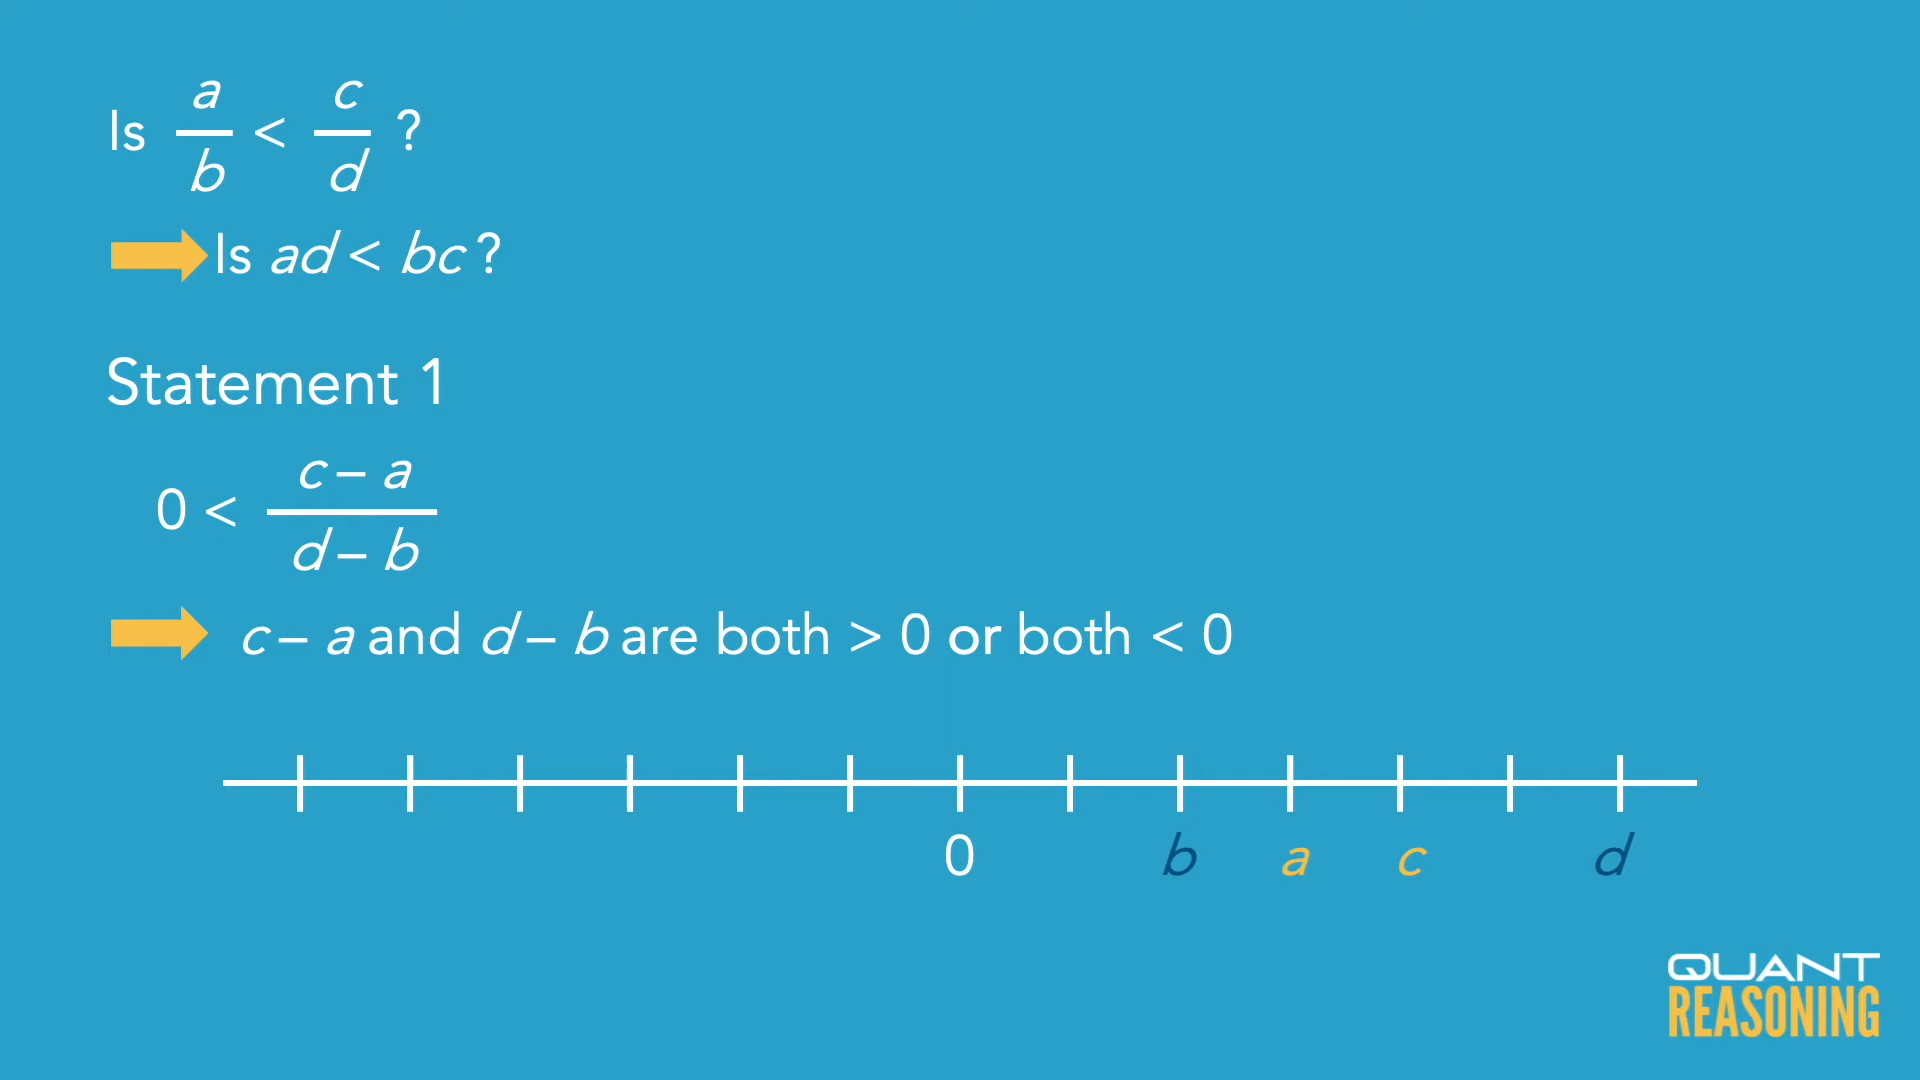 Is a/b < c/d ?
Is ad < bc ?
Statement 1
0 < c – a / d – b
c – a and d – b are both > 0 or both < 0
0 b a c d
QUANT
REASONING